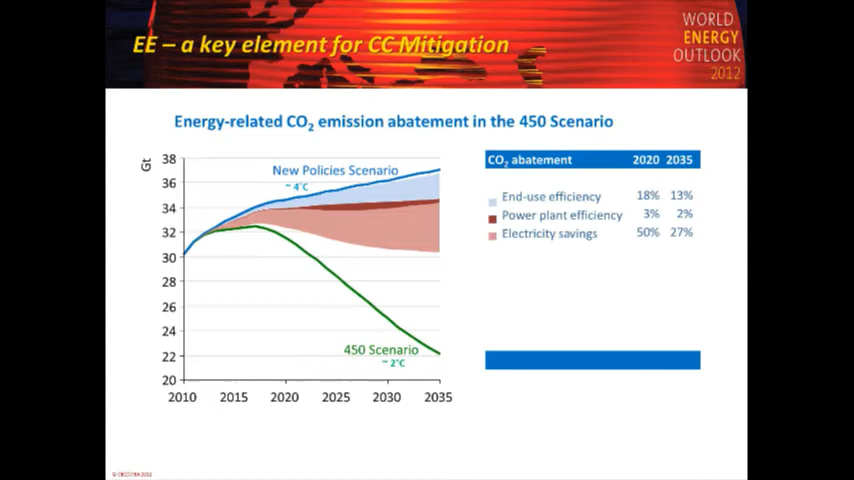 EE – a key element for CC Mitigation
WORLD
ENERGY
OUTLOOK
2012
Energy-related CO₂ emission abatement in the 450 Scenario
Gt
38
36
34
32
30
28
26
24
22
20
2010 2015 2020 2025 2030 2035
New Policies Scenario
~ 4°C
450 Scenario
~ 2°C
CO₂ abatement 2020 2035
End-use efficiency 18% 13%
Power plant efficiency 3% 2%
Electricity savings 50% 27%